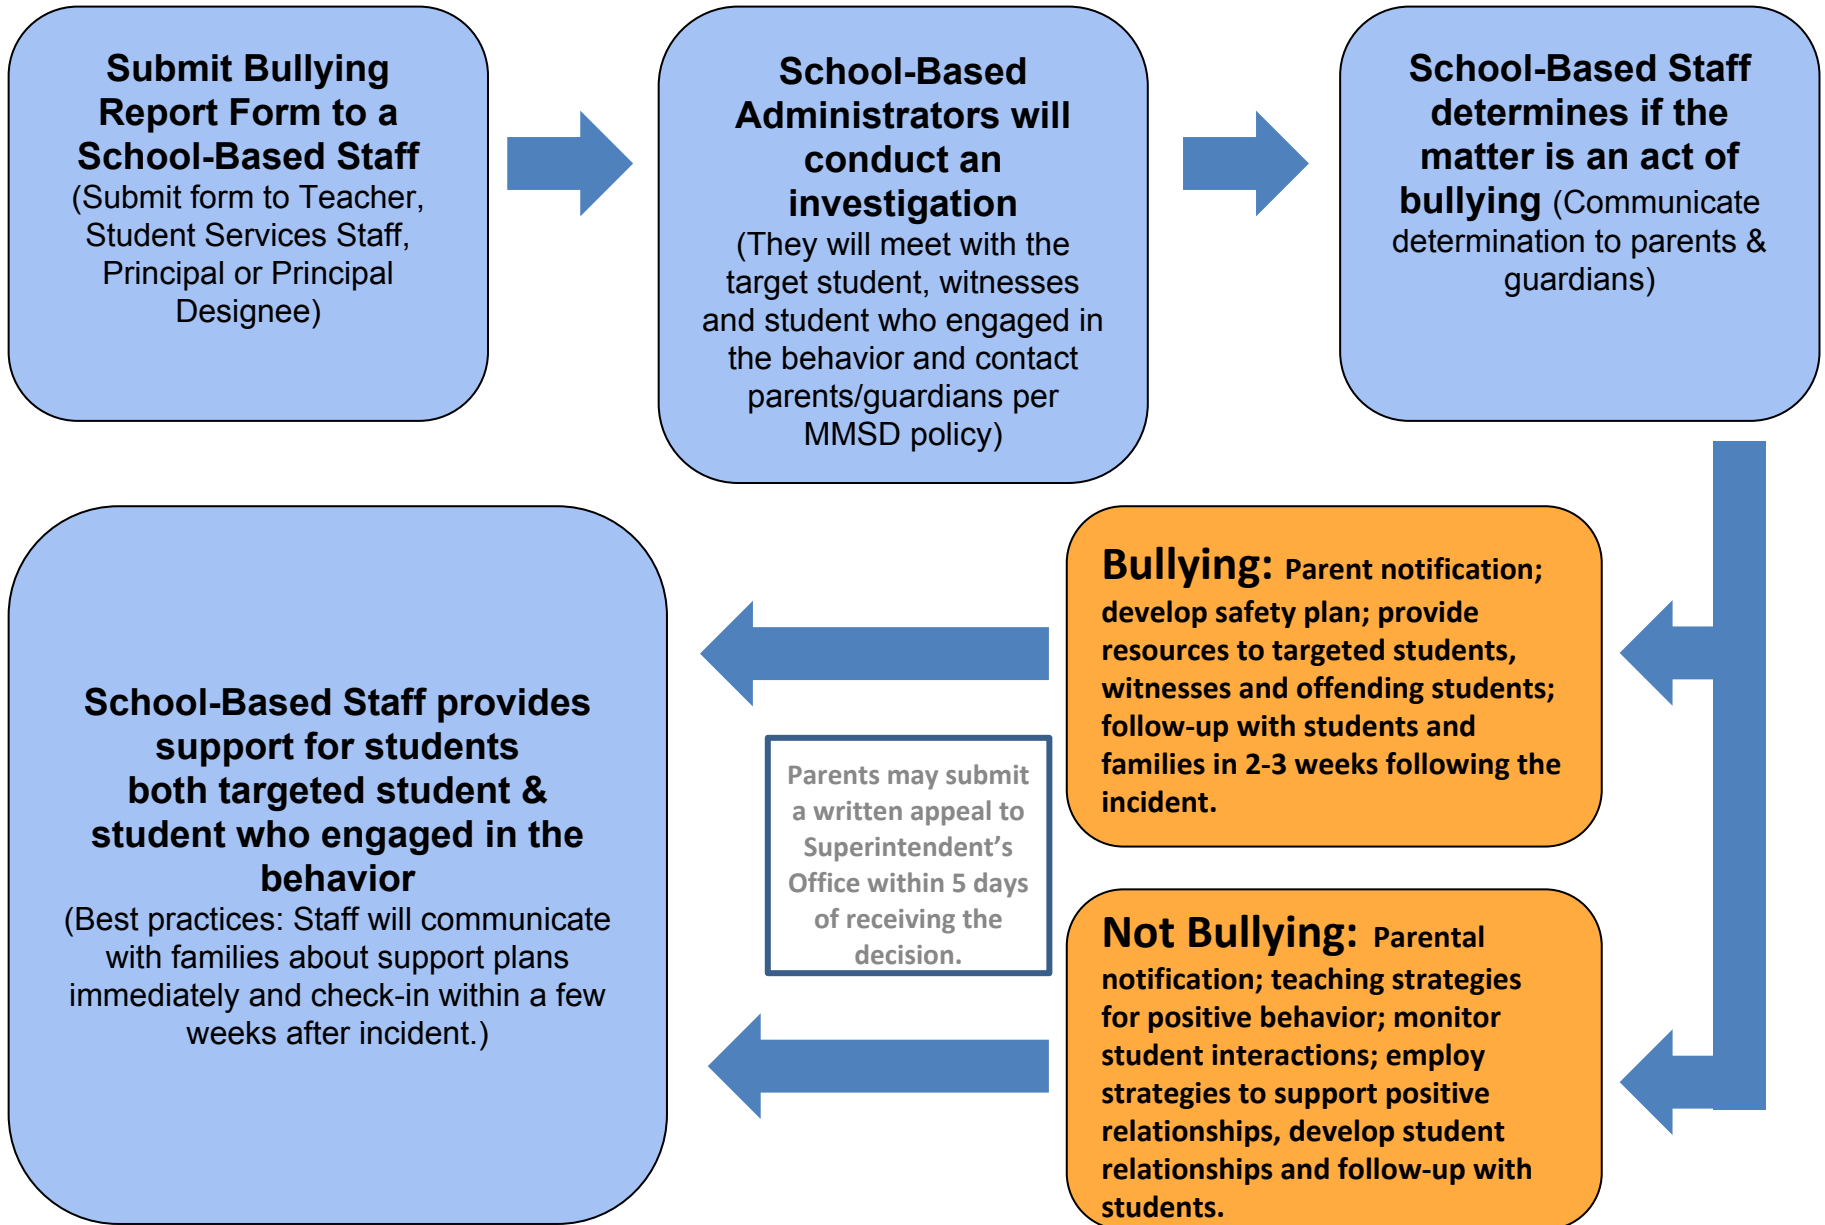 Submit Bullying
Report Form to a
School-Based Staff
(Submit form to Teacher,
Student Services Staff,
Principal or Principal
Designee)
School-Based
Administrators will
conduct an
investigation
(They will meet with the
target student, witnesses
and student who engaged in
the behavior and contact
parents/guardians per
MMSD policy)
School-Based Staff
determines if the
matter is an act of
bullying (Communicate
determination to parents &
guardians)
Bullying: Parent notification;
develop safety plan; provide
resources to targeted students,
witnesses and offending students;
follow-up with students and
families in 2-3 weeks following the
incident.
Not Bullying: Parental
notification; teaching strategies
for positive behavior; monitor
student interactions; employ
strategies to support positive
relationships, develop student
relationships and follow-up with
students.
Parents may submit
a written appeal to
Superintendent’s
Office within 5 days
of receiving the
decision.
School-Based Staff provides
support for students
both targeted student &
student who engaged in the
behavior
(Best practices: Staff will communicate
with families about support plans
immediately and check-in within a few
weeks after incident.)